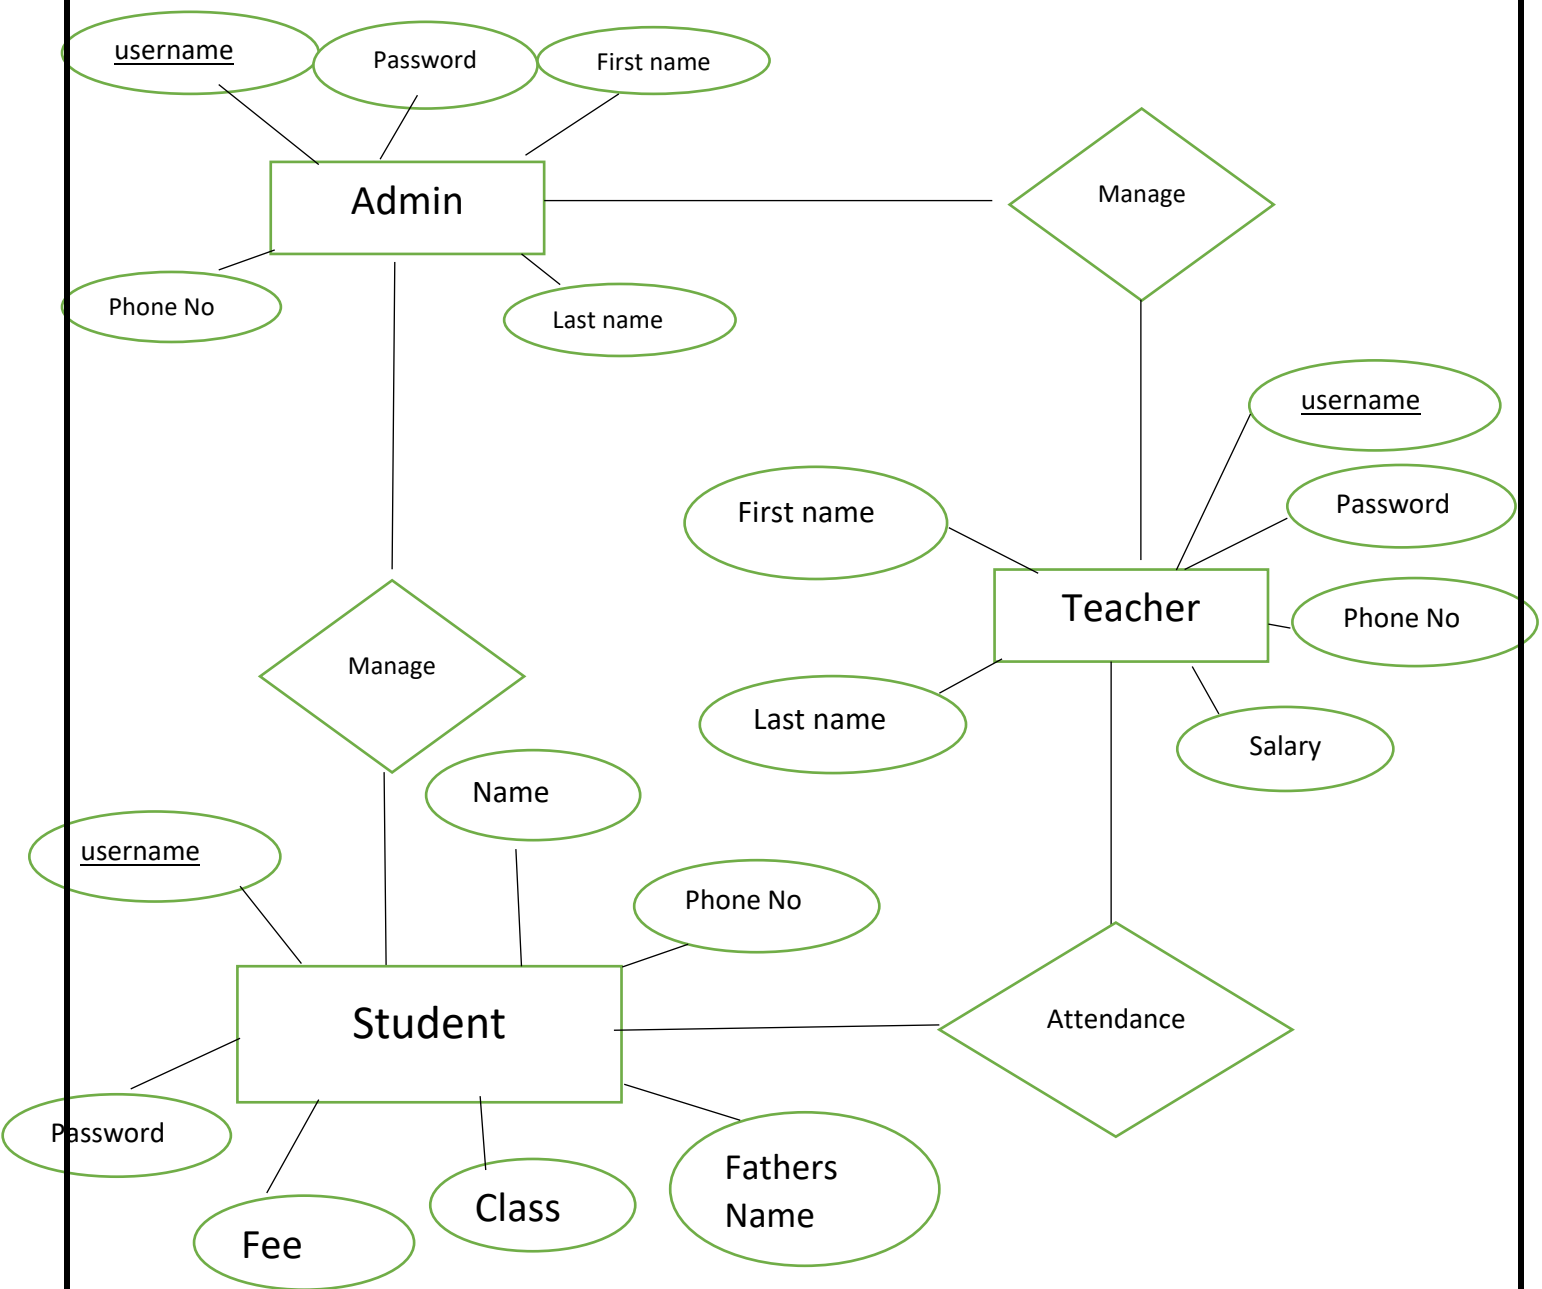 username
Password
First name
Admin
Manage
Phone No
Last name
username
First name
Password
Teacher
Phone No
Manage
Last name
Salary
Name
username
Phone No
Student
Attendance
Password
Fathers
Name
Class
Fee